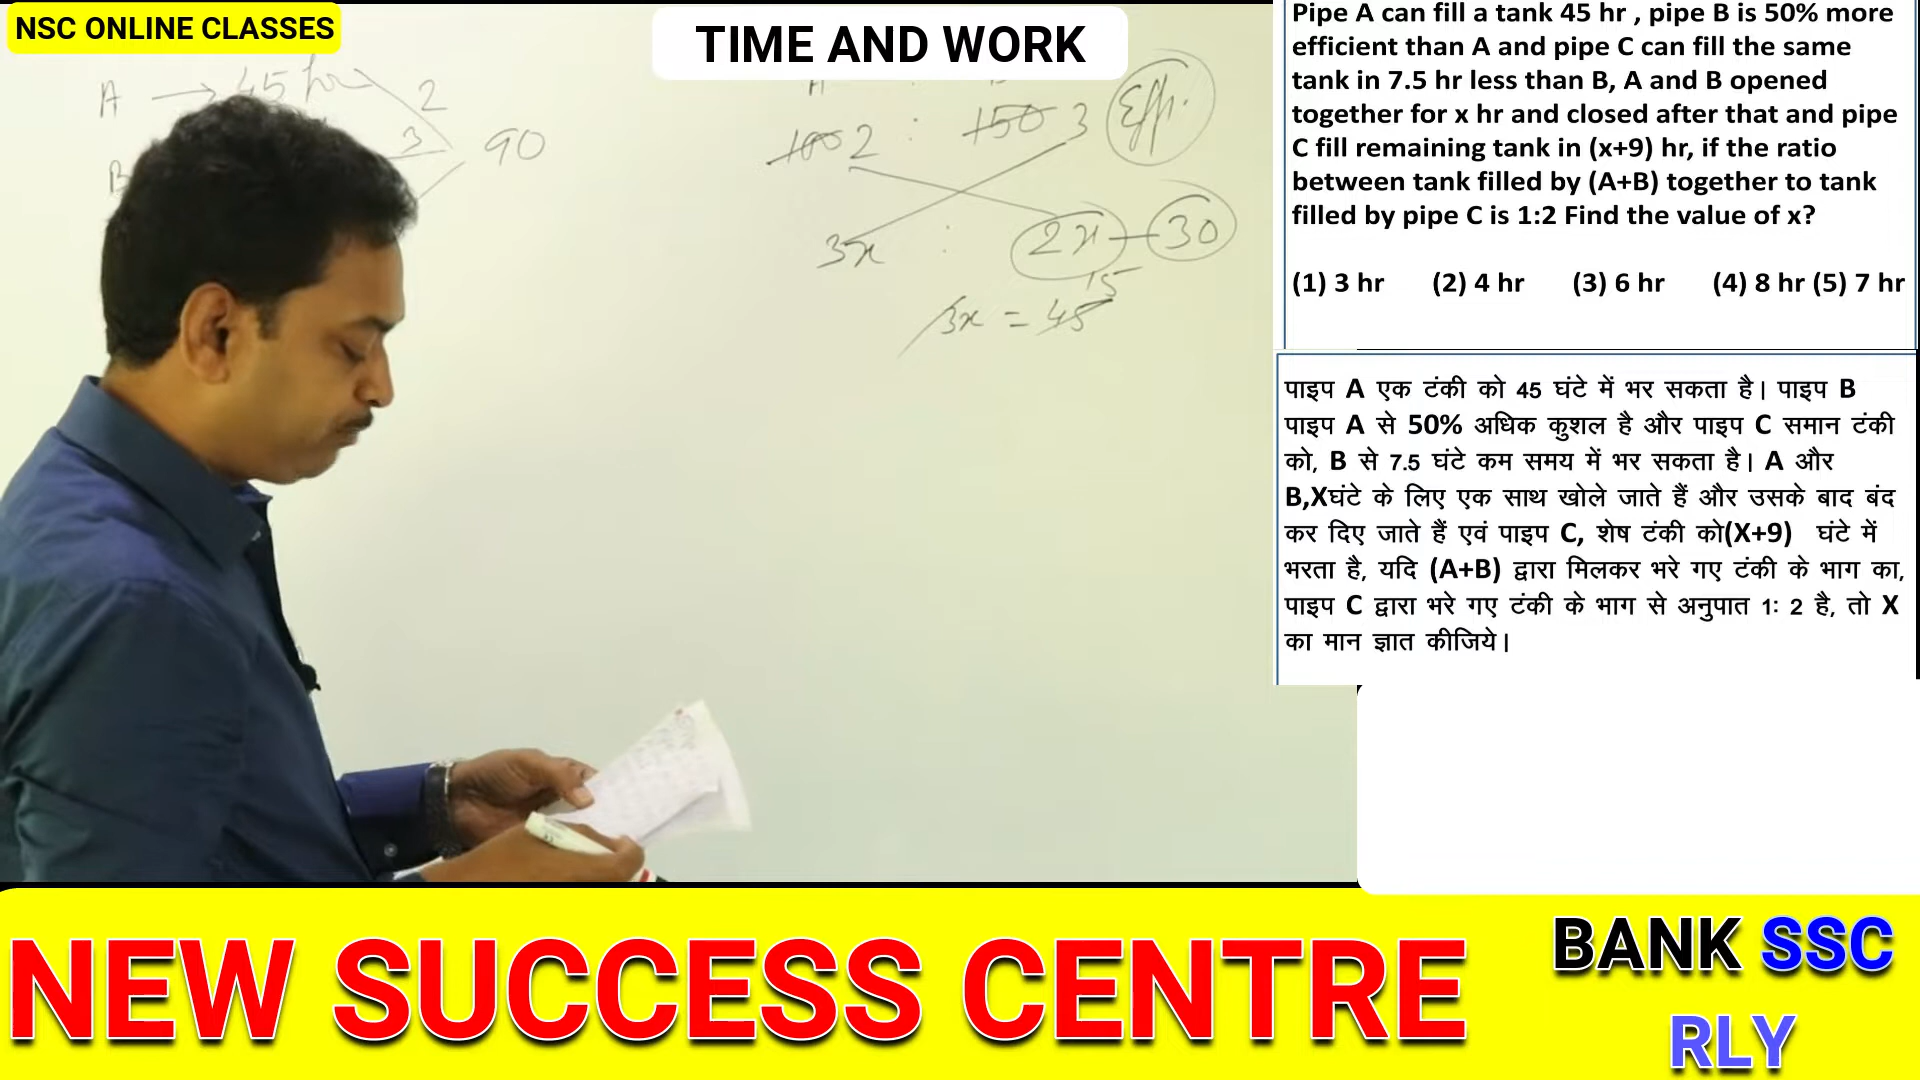 NSC ONLINE CLASSES
TIME AND WORK
A → 45 hr 2
3 90
B
100 2 : 150 3 Effi.
3x : 2x - 30
15
3x = 45
Pipe A can fill a tank 45 hr , pipe B is 50% more
efficient than A and pipe C can fill the same
tank in 7.5 hr less than B, A and B opened
together for x hr and closed after that and pipe
C fill remaining tank in (x+9) hr, if the ratio
between tank filled by (A+B) together to tank
filled by pipe C is 1:2 Find the value of x?
(1) 3 hr (2) 4 hr (3) 6 hr (4) 8 hr (5) 7 hr
पाइप A एक टंकी को 45 घंटे में भर सकता है। पाइप B
पाइप A से 50% अधिक कुशल है और पाइप C समान टंकी
को, B से 7.5 घंटे कम समय में भर सकता है। A और
B,Xघंटे के लिए एक साथ खोले जाते हैं और उसके बाद बंद
कर दिए जाते हैं एवं पाइप C, शेष टंकी को(X+9) घंटे में
भरता है, यदि (A+B) द्वारा मिलकर भरे गए टंकी के भाग का,
पाइप C द्वारा भरे गए टंकी के भाग से अनुपात 1: 2 है, तो X
का मान ज्ञात कीजिये।
NEW SUCCESS CENTRE
BANK SSC
RLY